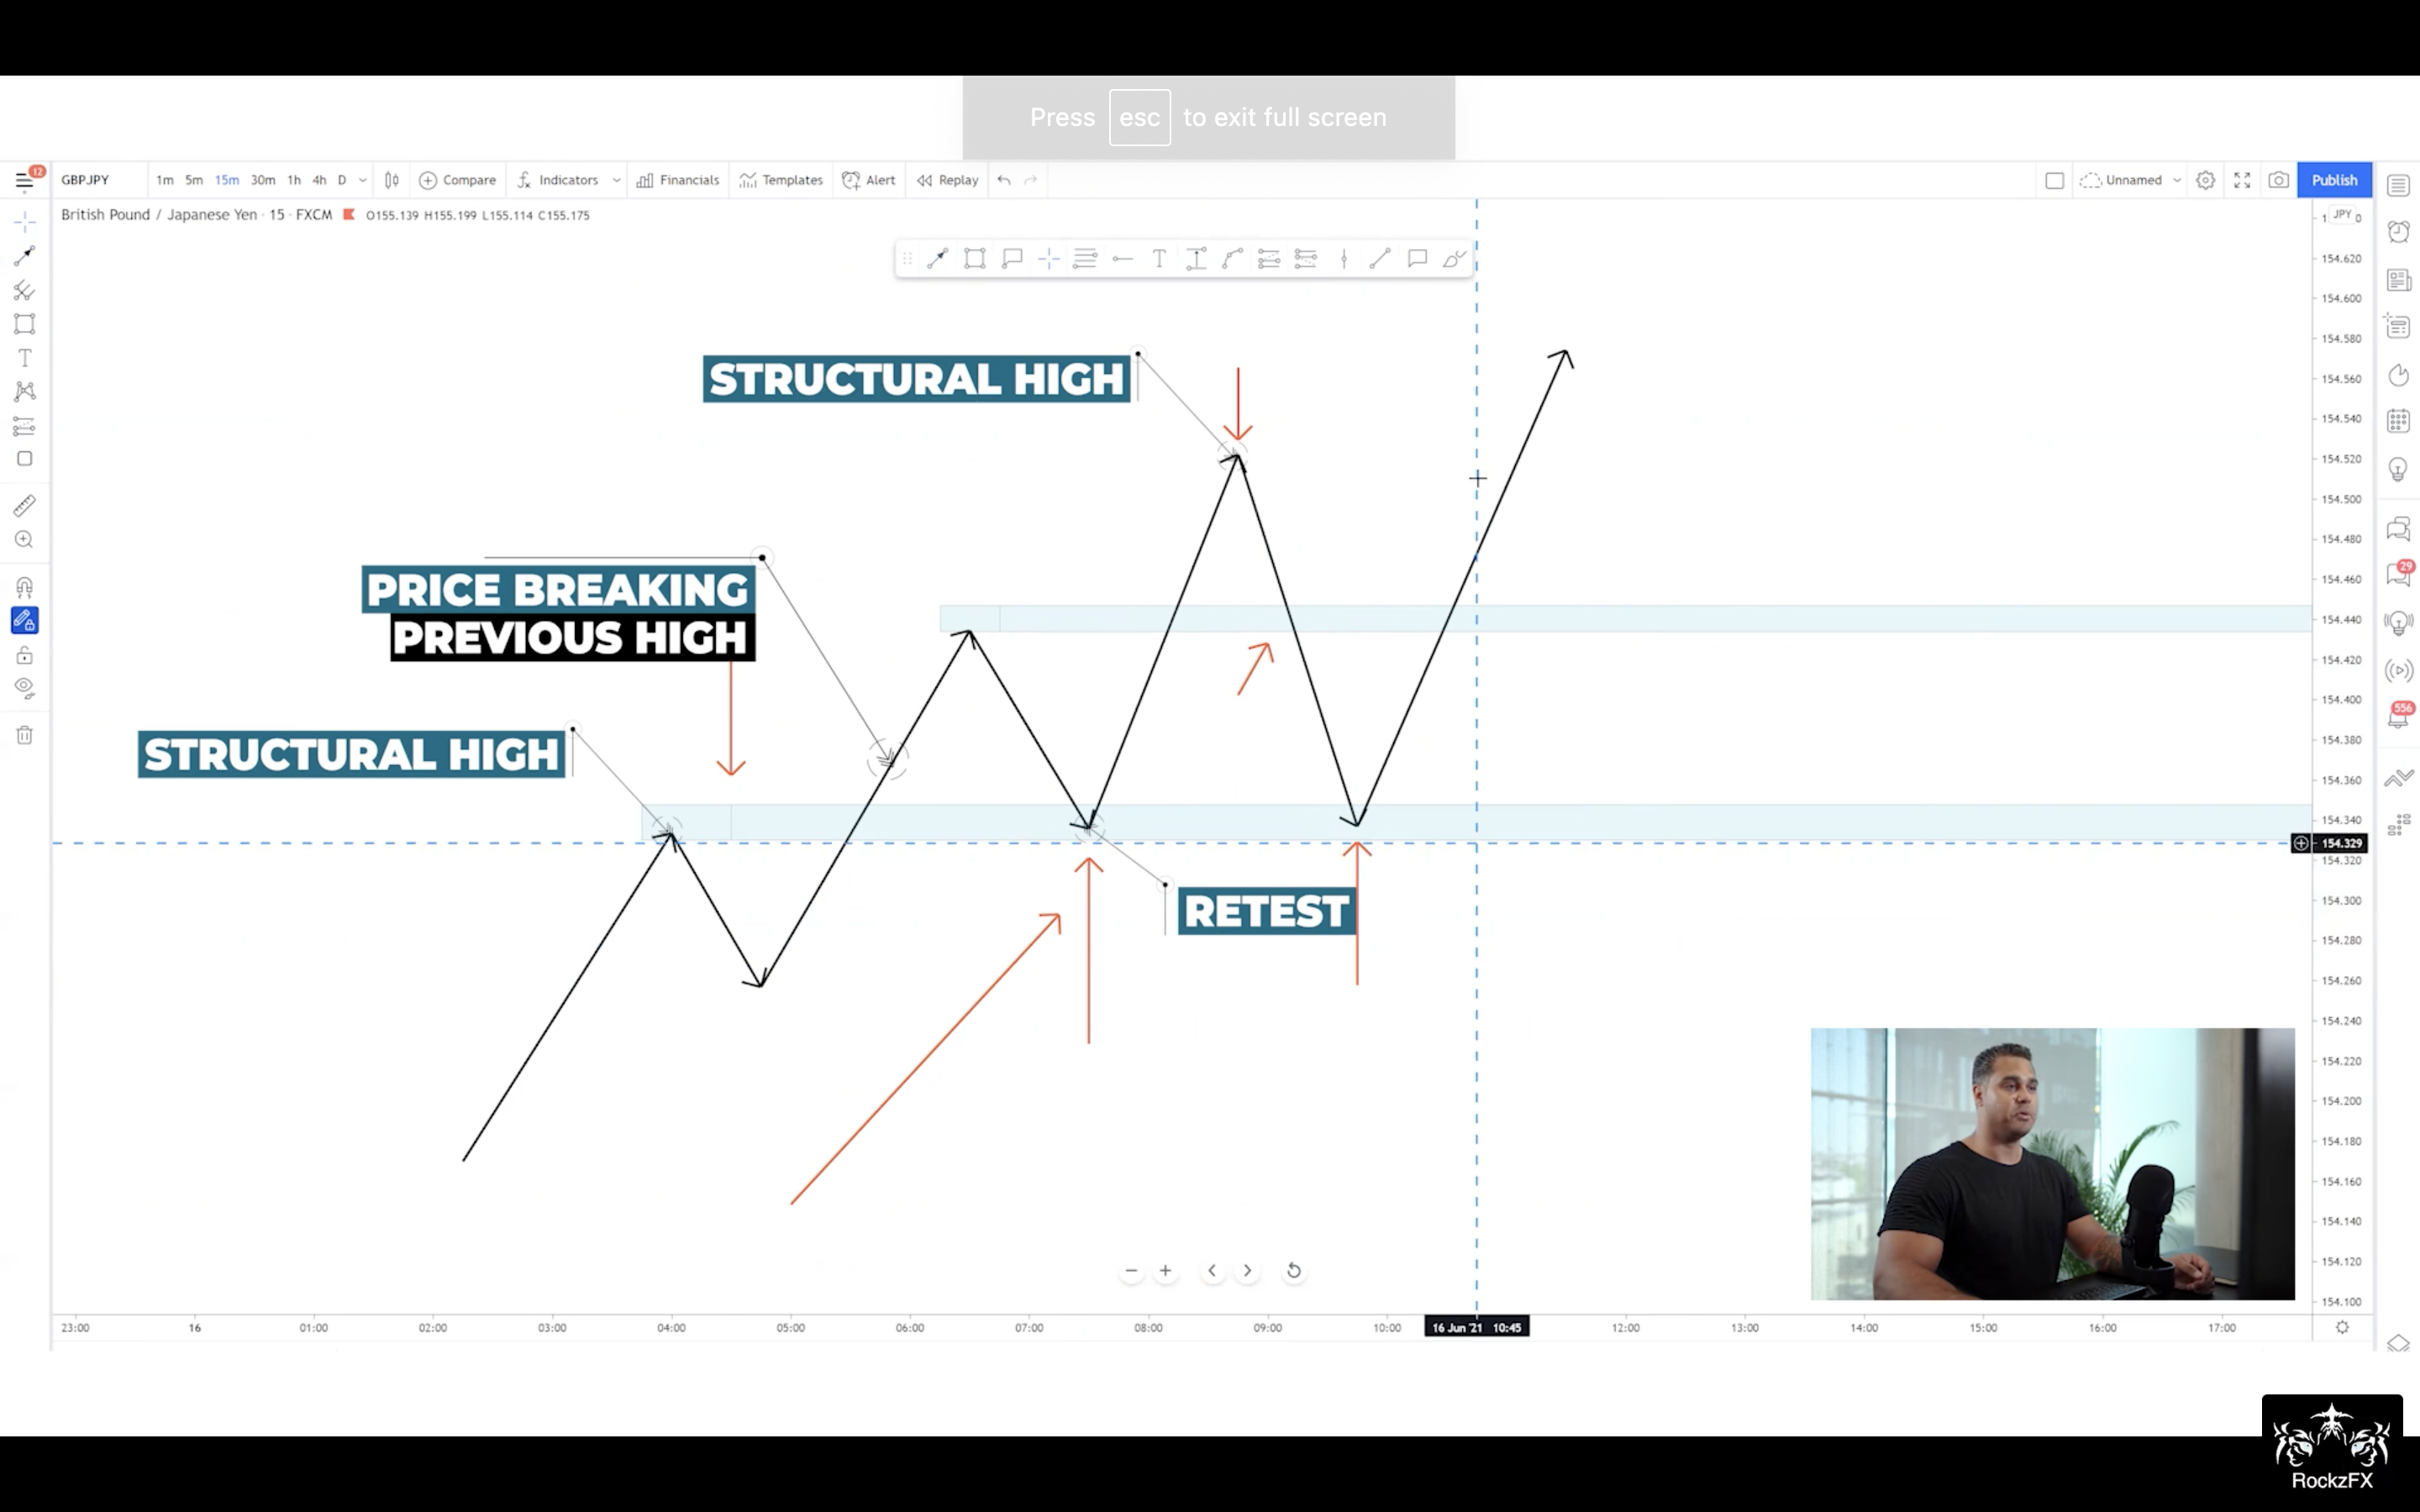 Press esc to exit full screen
12
GBPJPY 1m 5m 15m 30m 1h 4h D Compare Indicators Financials Templates Alert Replay Unnamed Publish
British Pound / Japanese Yen · 15 · FXCM O155.139 H155.199 L155.114 C155.175
JPY
154.620
154.600
154.580
STRUCTURAL HIGH
154.560
154.540
154.520
154.500
154.480
29
PRICE BREAKING
154.460
PREVIOUS HIGH
154.440
154.420
154.400
556
STRUCTURAL HIGH
154.380
154.360
154.340
154.329
154.320
RETEST
154.300
154.280
154.260
154.240
154.220
154.200
154.180
154.160
154.140
154.120
154.100
23:00 16 01:00 02:00 03:00 04:00 05:00 06:00 07:00 08:00 09:00 10:00 16 Jun '21 10:45 12:00 13:00 14:00 15:00 16:00 17:00
RockzFX